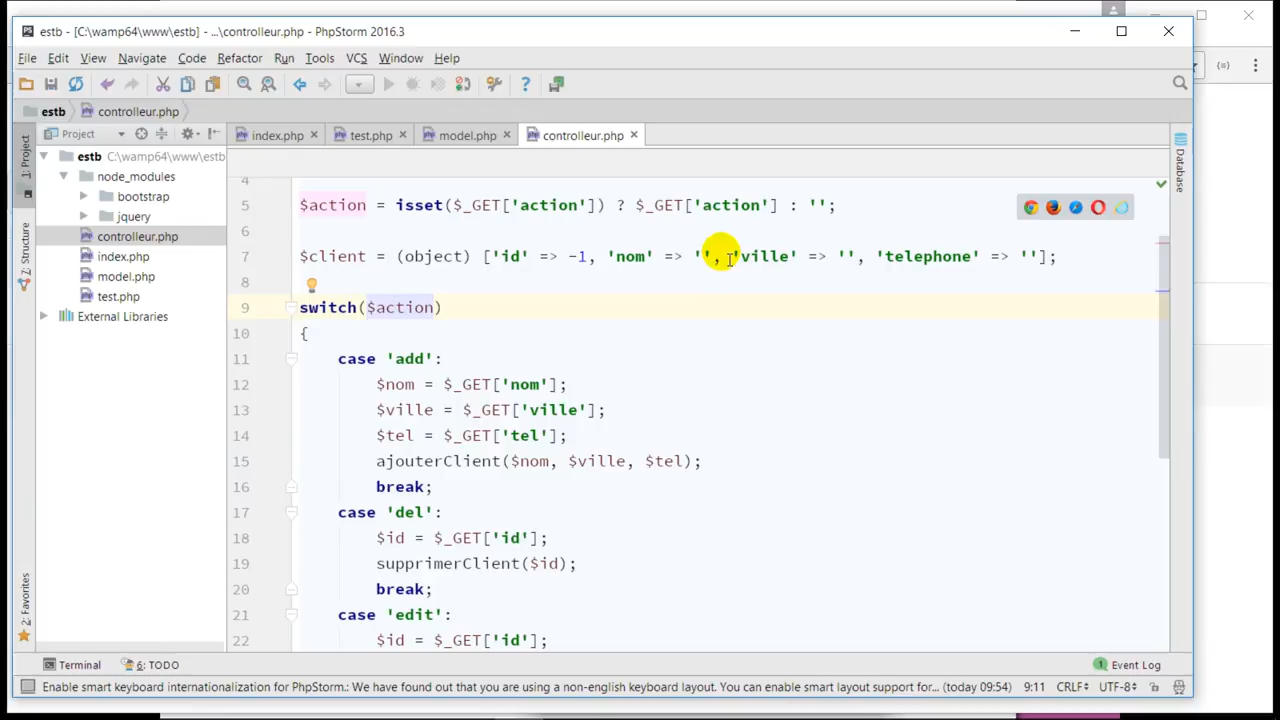 estb - [C:\wamp64\www\estb] - ...\controlleur.php - PhpStorm 2016.3
File Edit View Navigate Code Refactor Run Tools VCS Window Help
estb controlleur.php
Project
index.php test.php model.php controlleur.php
1: Project
Z: Structure
2: Favorites
Database
estb C:\wamp64\www\estb
node_modules
bootstrap
jquery
controlleur.php
index.php
model.php
test.php
External Libraries
4
5 $action = isset($_GET['action']) ? $_GET['action'] : '';
6
7 $client = (object) ['id' => -1, 'nom' => '', 'ville' => '', 'telephone' => ''];
8
9 switch($action)
10 {
11 case 'add':
12 $nom = $_GET['nom'];
13 $ville = $_GET['ville'];
14 $tel = $_GET['tel'];
15 ajouterClient($nom, $ville, $tel);
16 break;
17 case 'del':
18 $id = $_GET['id'];
19 supprimerClient($id);
20 break;
21 case 'edit':
22 $id = $_GET['id'];
Terminal 6: TODO 1 Event Log
Enable smart keyboard internationalization for PhpStorm.: We have found out that you are using a non-english keyboard layout. You can enable smart layout support for... (today 09:54) 9:11 CRLF UTF-8